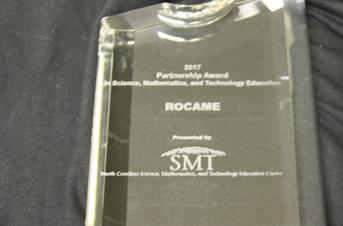 2017
Partnership Award
In Science, Mathematics, and Technology Education
ROCAME
Presented by
SMT
North Carolina Science, Mathematics, and Technology Education Center